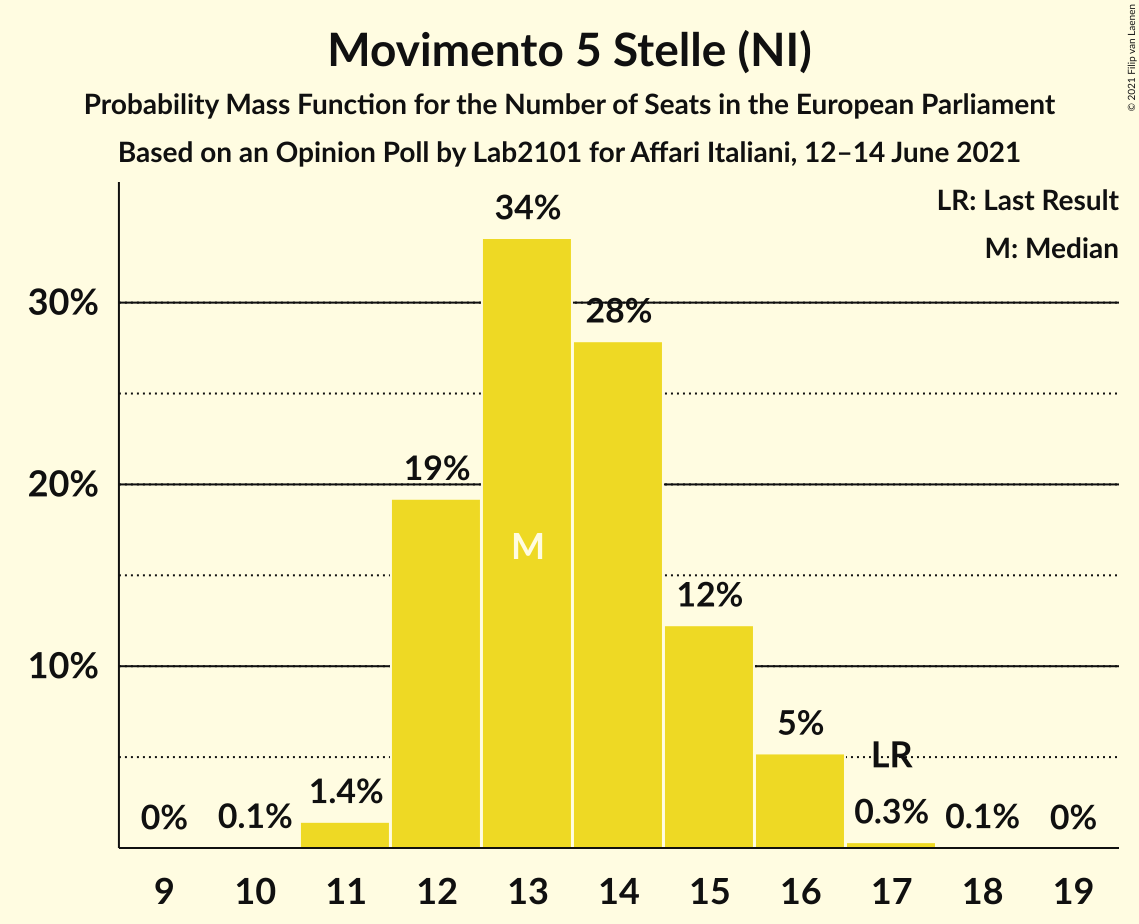 Movimento 5 Stelle (NI)
Probability Mass Function for the Number of Seats in the European Parliament
Based on an Opinion Poll by Lab2101 for Affari Italiani, 12–14 June 2021
© 2021 Filip van Laenen
LR: Last Result
M: Median
34%
30%
28%
20%
19%
M
12%
10%
5%
LR
0%
0.1%
1.4%
0.3%
0.1%
0%
9 10 11 12 13 14 15 16 17 18 19